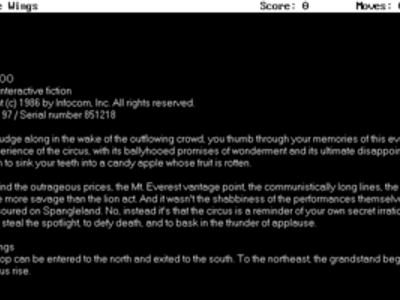 e Wings Score: 0 Moves: 0
OO
interactive fiction
t (c) 1986 by Infocom, Inc. All rights reserved.
97 / Serial number 851218
udge along in the wake of the outflowing crowd, you thumb through your memories of this eve
perience of the circus, with its ballyhooed promises of wonderment and its ultimate disappoin
n to sink your teeth into a candy apple whose fruit is rotten.
ind the outrageous prices, the Mt. Everest vantage point, the communistically long lines, the
e more savage than the lion act. And it wasn't the shabbiness of the performances themselve
soured on Spangleland. No, instead it's that the circus is a reminder of your own secret irratio
steal the spotlight, to defy death, and to bask in the thunder of applause.
ngs
op can be entered to the north and exited to the south. To the northeast, the grandstand beg
us rise.